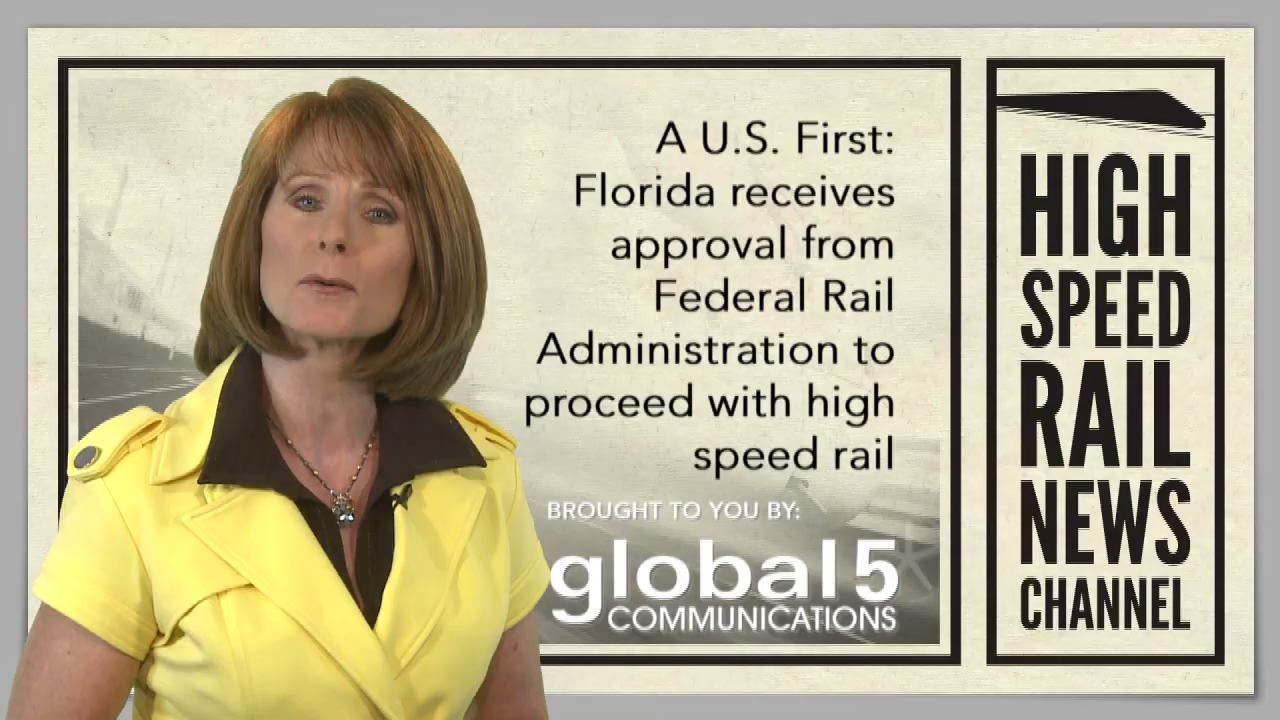 A U.S. First:
Florida receives
approval from
Federal Rail
Administration to
proceed with high
speed rail
BROUGHT TO YOU BY:
global5
COMMUNICATIONS
HIGH
SPEED
RAIL
NEWS
CHANNEL